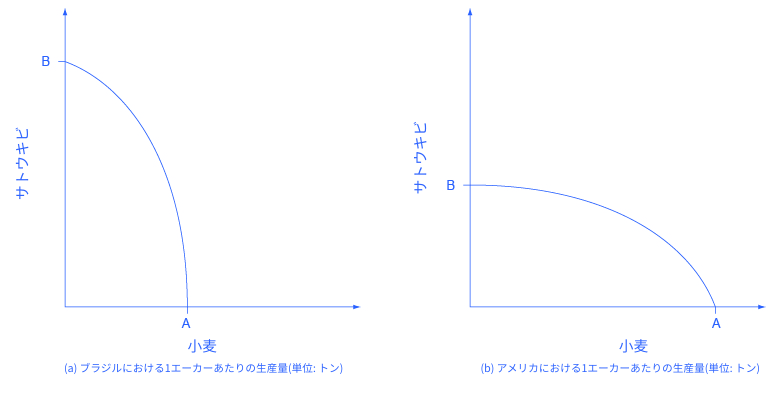 B
サトウキビ
A
小麦
(a) ブラジルにおける1エーカーあたりの生産量(単位: トン)
B
サトウキビ
A
小麦
(b) アメリカにおける1エーカーあたりの生産量(単位: トン)